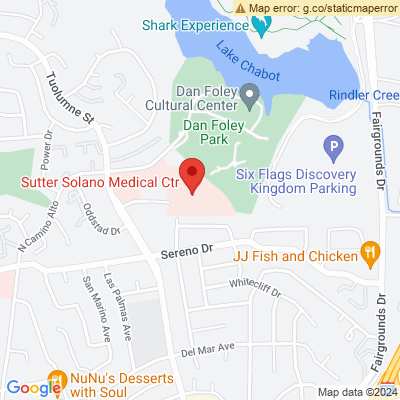 Map error: g.co/staticmaperror
Shark Experience
Lake Chabot
Tuolumne St
Dan Foley
Cultural Center
Rindler Cree
Dan Foley
Park
Fairgrounds Dr
Power Dr
Six Flags Discovery
Kingdom Parking
Sutter Solano Medical Ctr
N Camino Alto
Oddstad Dr
Sereno Dr
JJ Fish and Chicken
Las Palmas Ave
San Marino Ave
Whitecliff Dr
Fairgrounds Dr
Del Mar Ave
NuNu's Desserts
with Soul
Google
Map data ©2024